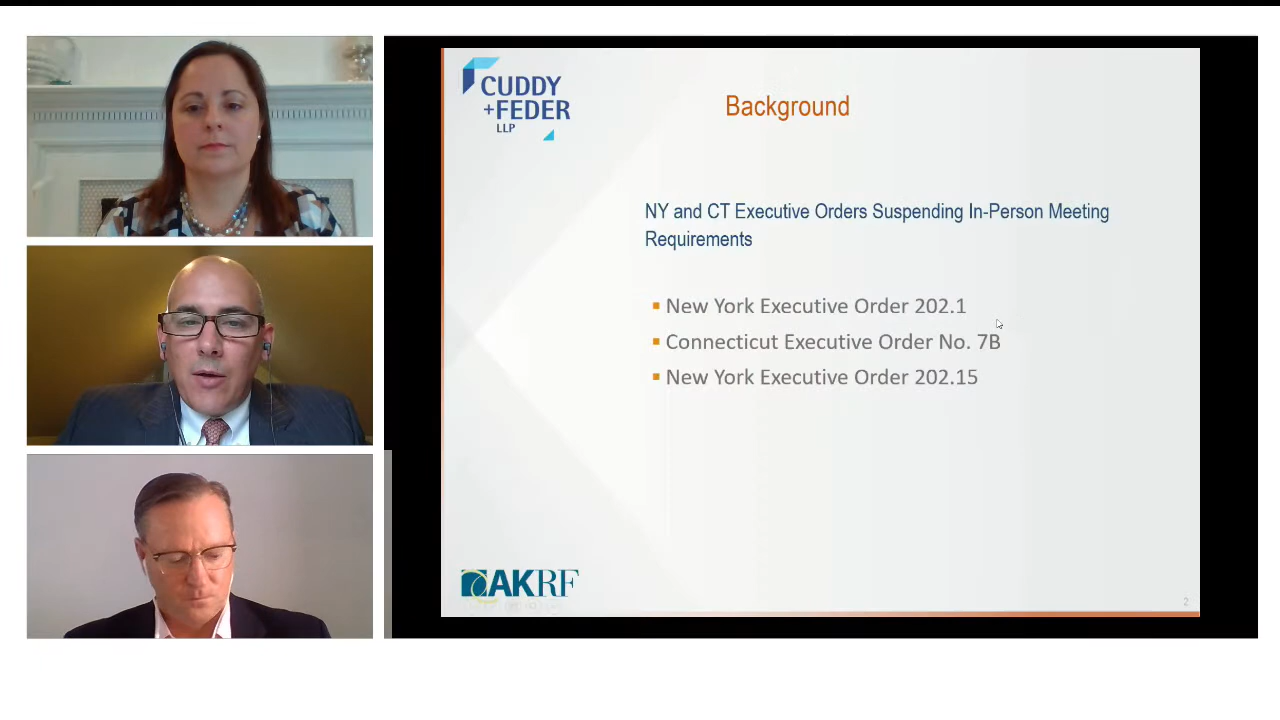 CUDDY
+FEDER
LLP
Background
NY and CT Executive Orders Suspending In-Person Meeting
Requirements
New York Executive Order 202.1
Connecticut Executive Order No. 7B
New York Executive Order 202.15
AKRF
2